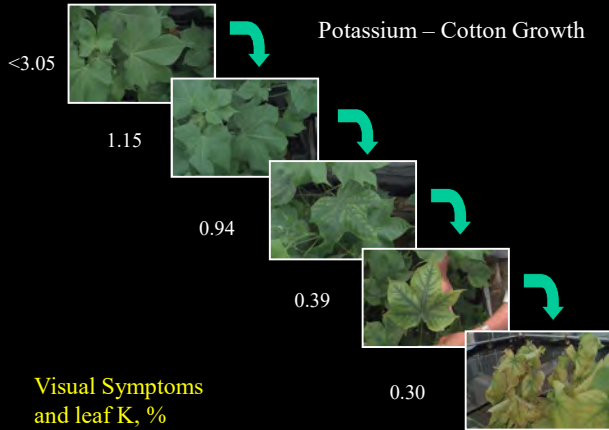 Potassium – Cotton Growth
<3.05
1.15
0.94
0.39
0.30
Visual Symptoms
and leaf K, %